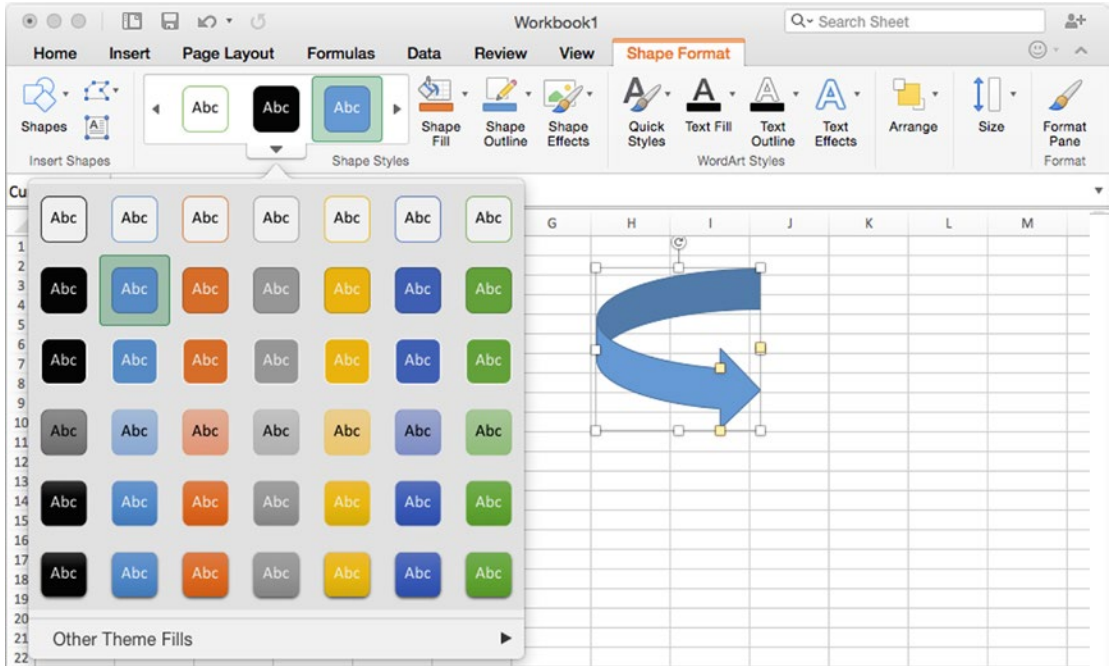 Workbook1
Search Sheet
Home Insert Page Layout Formulas Data Review View Shape Format
Abc Abc Abc
Shapes
Shape Fill
Shape Outline
Shape Effects
Quick Styles
Text Fill
Text Outline
Text Effects
Arrange
Size
Format Pane
Insert Shapes Shape Styles WordArt Styles Format
Cu
G H I J K L M
Abc Abc Abc Abc Abc Abc Abc
Abc Abc Abc Abc Abc Abc Abc
Abc Abc Abc Abc Abc Abc Abc
Abc Abc Abc Abc Abc Abc Abc
Abc Abc Abc Abc Abc Abc Abc
Abc Abc Abc Abc Abc Abc Abc
Other Theme Fills
1
2
3
4
5
6
7
8
9
10
11
12
13
14
15
16
17
18
19
20
21
22